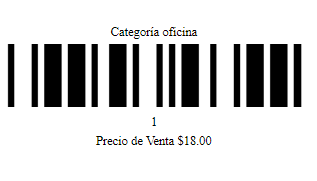 Categoría oficina
1
Precio de Venta $18.00